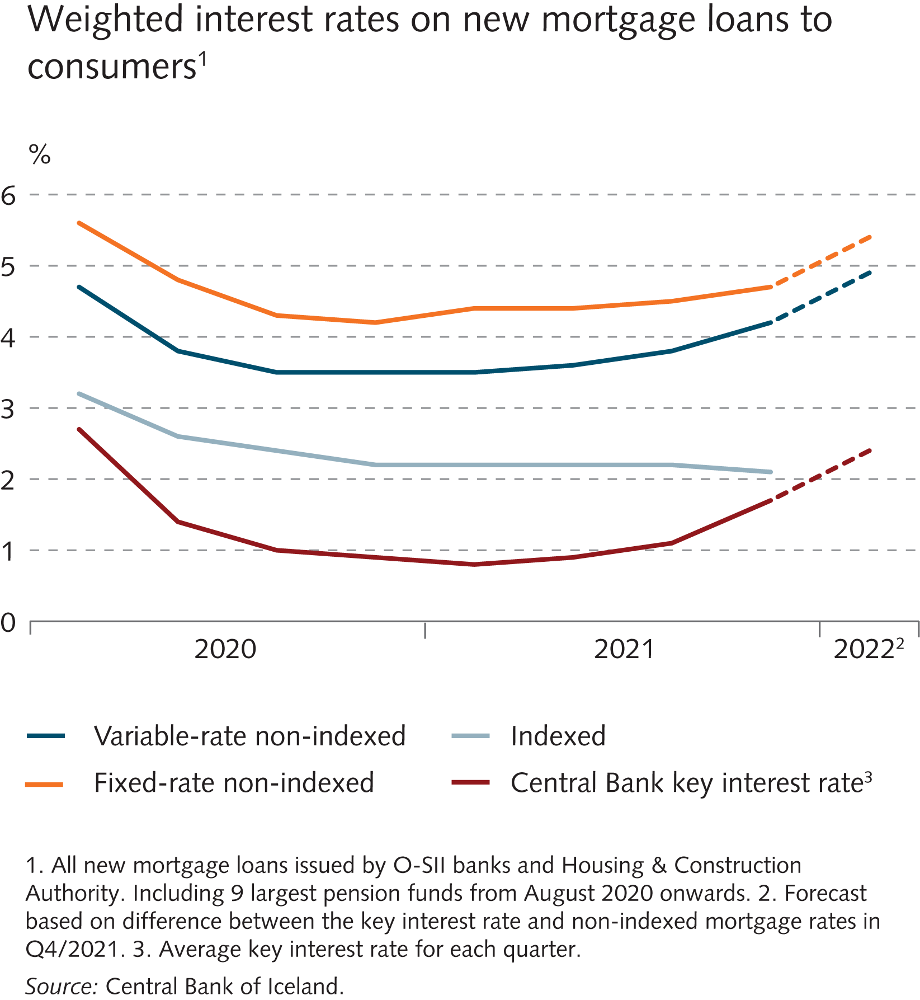 Weighted interest rates on new mortgage loans to
consumers¹
%
6
5
4
3
2
1
0
2020 2021 2022²
Variable-rate non-indexed Indexed
Fixed-rate non-indexed Central Bank key interest rate³
1. All new mortgage loans issued by O-SII banks and Housing & Construction
Authority. Including 9 largest pension funds from August 2020 onwards. 2. Forecast
based on difference between the key interest rate and non-indexed mortgage rates in
Q4/2021. 3. Average key interest rate for each quarter.
Source: Central Bank of Iceland.